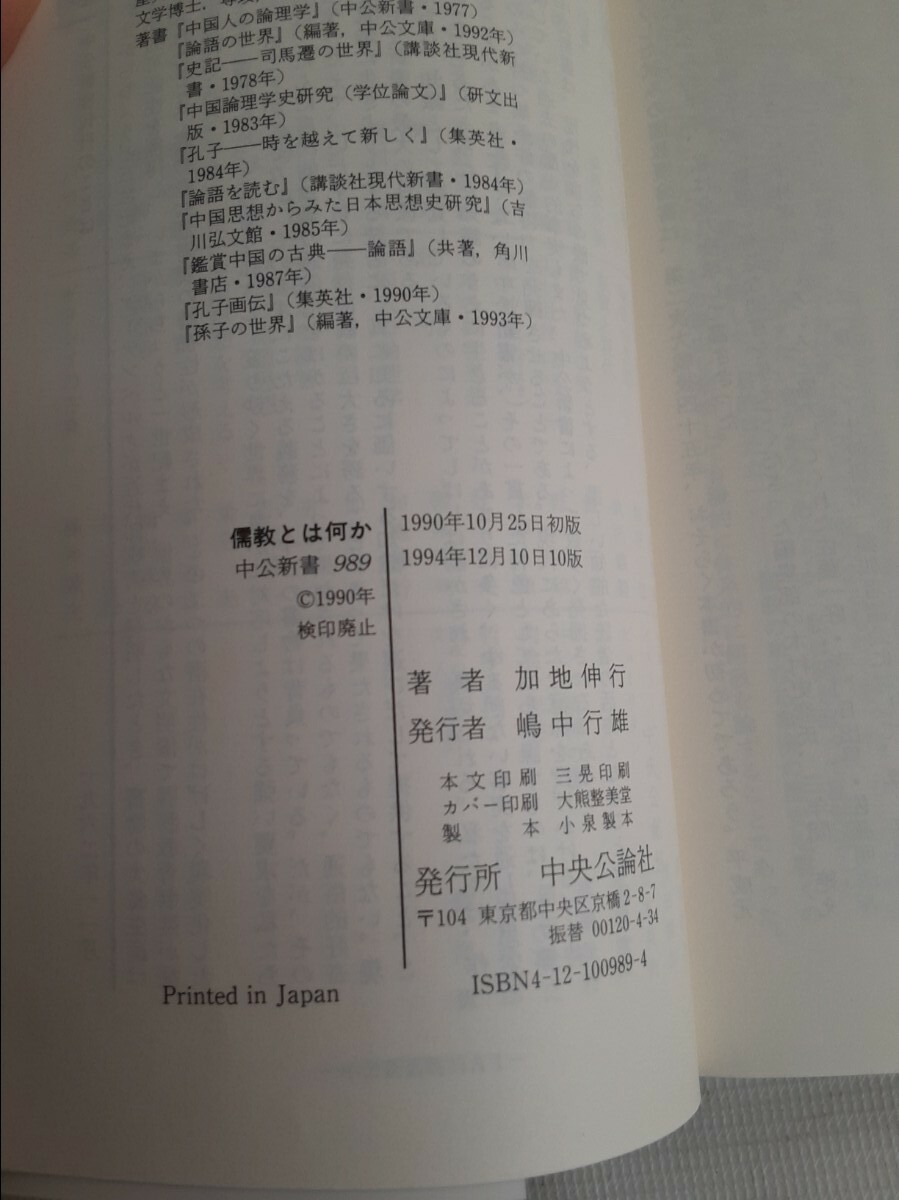 文学博士.
著書『中国人の論理学』（中公新書・1977）
『論語の世界』（編著，中公文庫・1992年）
『史記――司馬遷の世界』（講談社現代新
書・1978年）
『中国論理学史研究（学位論文）』（研文出
版・1983年）
『孔子――時を越えて新しく』（集英社・
1984年）
『論語を読む』（講談社現代新書・1984年）
『中国思想からみた日本思想史研究』（吉
川弘文館・1985年）
『鑑賞中国の古典――論語』（共著，角川
書店・1987年）
『孔子画伝』（集英社・1990年）
『孫子の世界』（編著，中公文庫・1993年）
儒教とは何か
中公新書 989
©1990年
検印廃止
1990年10月25日初版
1994年12月10日10版
著 者 加地伸行
発行者 嶋中行雄
本文印刷 三晃印刷
カバー印刷 大熊整美堂
製 本 小泉製本
発行所 中央公論社
〒104 東京都中央区京橋2-8-7
振替 00120-4-34
ISBN4-12-100989-4
Printed in Japan